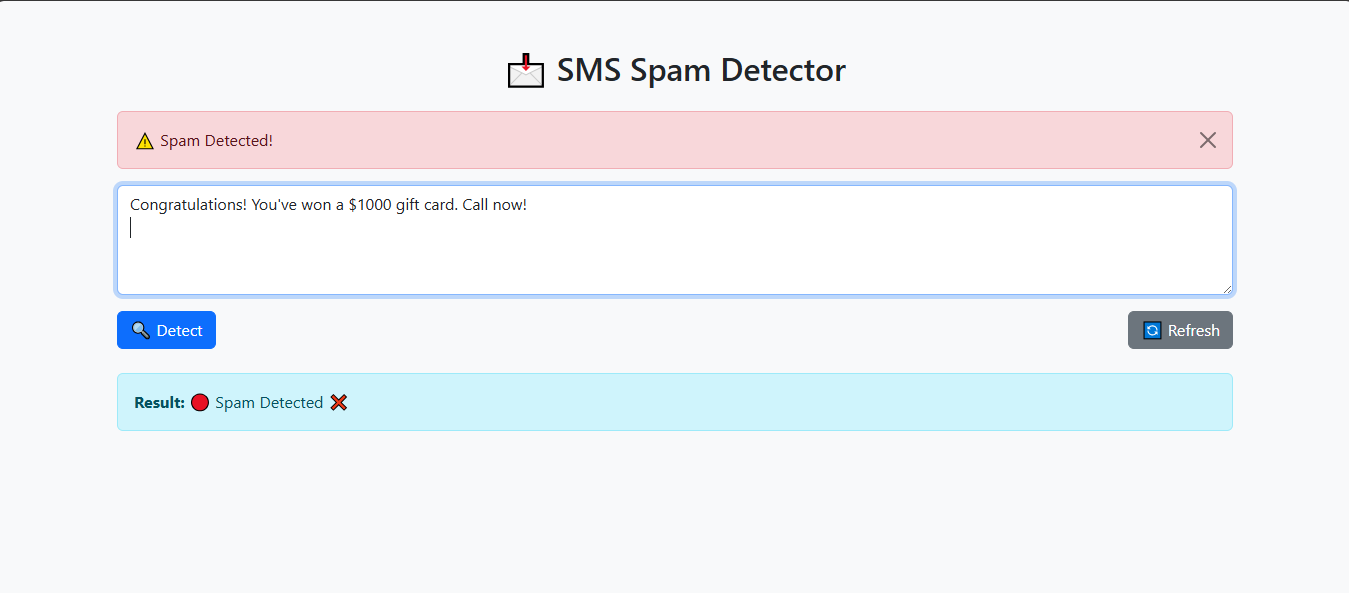 SMS Spam Detector
Spam Detected!
Congratulations! You've won a $1000 gift card. Call now!
Detect
Refresh
Result: Spam Detected